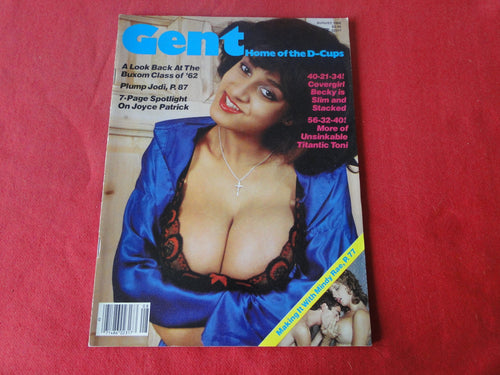 Gent
Home of the D-Cups
A Look Back At The
Buxom Class of '62
Plump Jodi, P. 87
7-Page Spotlight
On Joyce Patrick
40-21-34!
Covergirl
Becky is
Slim and
Stacked
56-32-40!
More of
Unsinkable
Titantic Toni
Making It With Mindy Rae, P. 77